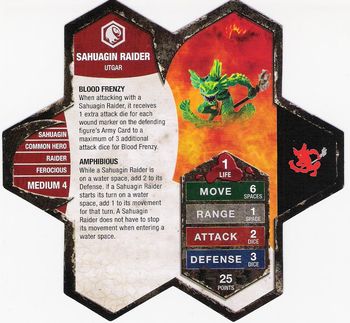 SAHUAGIN RAIDER
UTGAR
BLOOD FRENZY
When attacking with a
Sahuagin Raider, it receives
1 extra attack die for each
wound marker on the defending
figure's Army Card to a
maximum of 3 additional
attack dice for Blood Frenzy.
AMPHIBIOUS
While a Sahuagin Raider is
on a water space, add 2 to its
Defense. If a Sahuagin Raider
starts its turn on a water
space, add 1 to its movement
for that turn. A Sahuagin
Raider does not have to stop
its movement when entering a
water space.
SAHUAGIN
COMMON HERO
RAIDER
FEROCIOUS
MEDIUM 4
1
LIFE
MOVE 6 SPACES
RANGE 1 SPACE
ATTACK 2 DICE
DEFENSE 3 DICE
25
POINTS